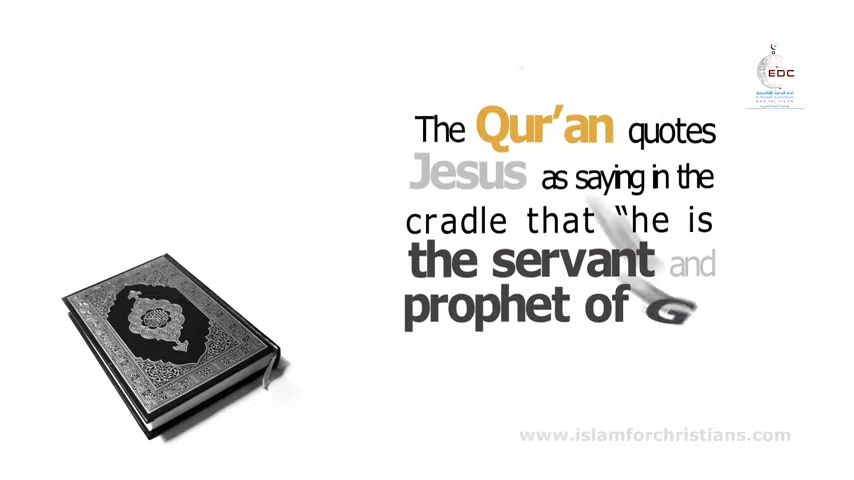 EDC
The Qur'an quotes
Jesus as saying in the
cradle that “he is
the servant and
prophet of G
www.islamforchristians.com